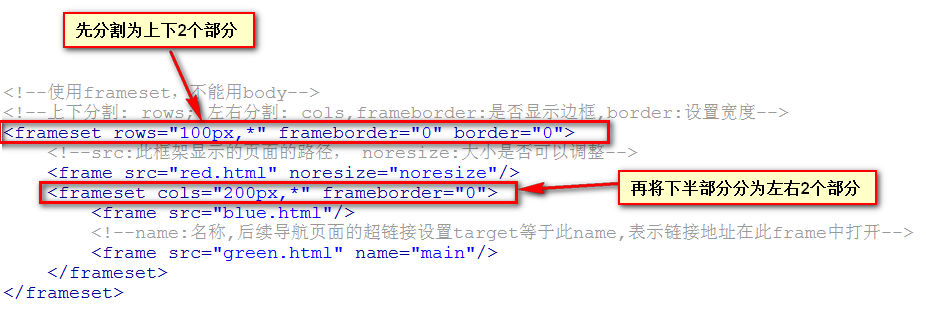 先分割为上下2个部分
<!--使用frameset，不能用body-->
<!--上下分割: rows; 左右分割: cols,frameborder:是否显示边框,border:设置宽度-->
<frameset rows="100px,*" frameborder="0" border="0">
<!--src:此框架显示的页面的路径， noresize:大小是否可以调整-->
<frame src="red.html" noresize="noresize"/>
<frameset cols="200px,*" frameborder="0">
再将下半部分分为左右2个部分
<frame src="blue.html"/>
<!--name:名称,后续导航页面的超链接设置target等于此name,表示链接地址在此frame中打开-->
<frame src="green.html" name="main"/>
</frameset>
</frameset>